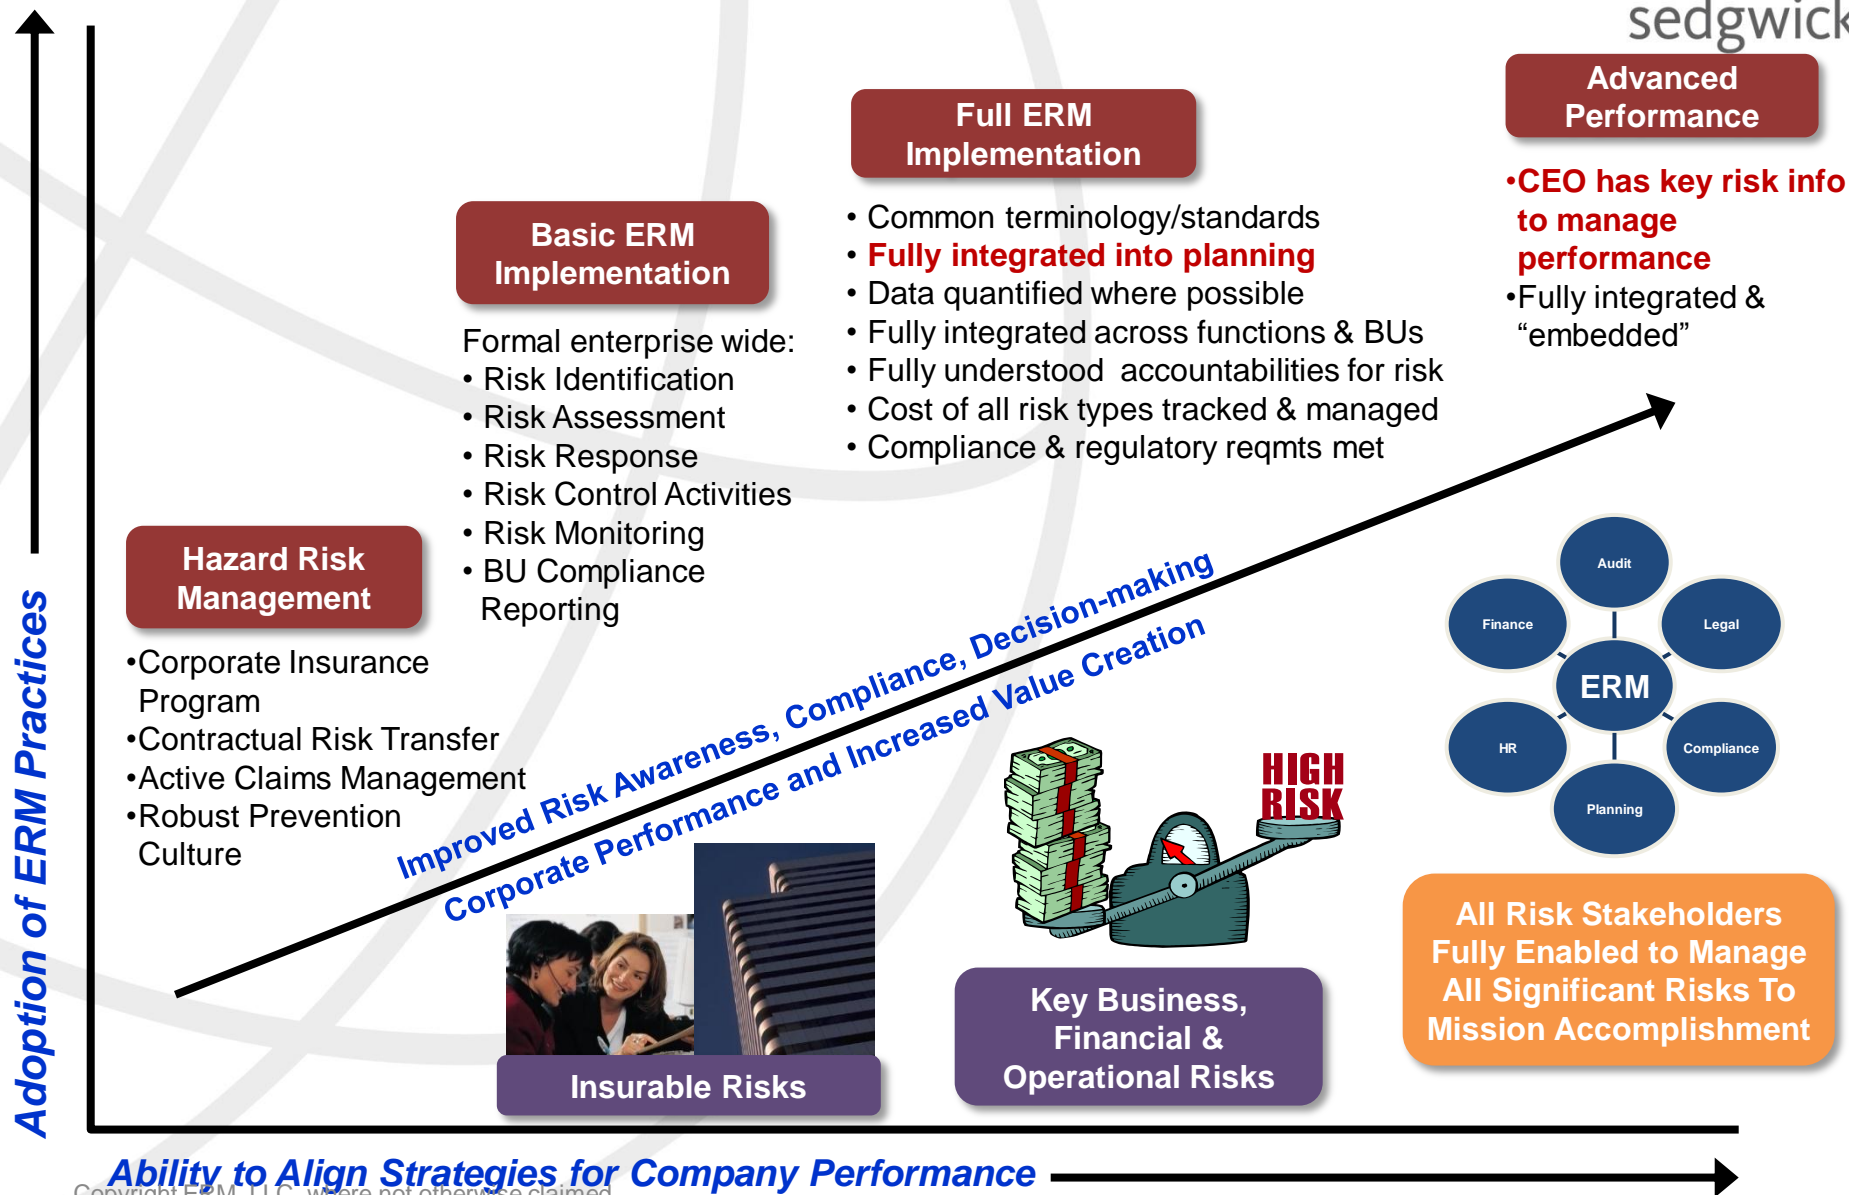 sedgwick
Advanced
Performance
•CEO has key risk info
to manage
performance
•Fully integrated &
“embedded”
Full ERM
Implementation
• Common terminology/standards
• Fully integrated into planning
• Data quantified where possible
• Fully integrated across functions & BUs
• Fully understood accountabilities for risk
• Cost of all risk types tracked & managed
• Compliance & regulatory reqmts met
Basic ERM
Implementation
Formal enterprise wide:
• Risk Identification
• Risk Assessment
• Risk Response
• Risk Control Activities
• Risk Monitoring
• BU Compliance
Reporting
Hazard Risk
Management
•Corporate Insurance
Program
•Contractual Risk Transfer
•Active Claims Management
•Robust Prevention
Culture
Adoption of ERM Practices
Improved Risk Awareness, Compliance, Decision-making
Corporate Performance and Increased Value Creation
HIGH
RISK
Audit
Finance
Legal
ERM
HR
Compliance
Planning
Insurable Risks
Key Business,
Financial &
Operational Risks
All Risk Stakeholders
Fully Enabled to Manage
All Significant Risks To
Mission Accomplishment
Ability to Align Strategies for Company Performance
Copyright ERM, LLC, where not otherwise claimed